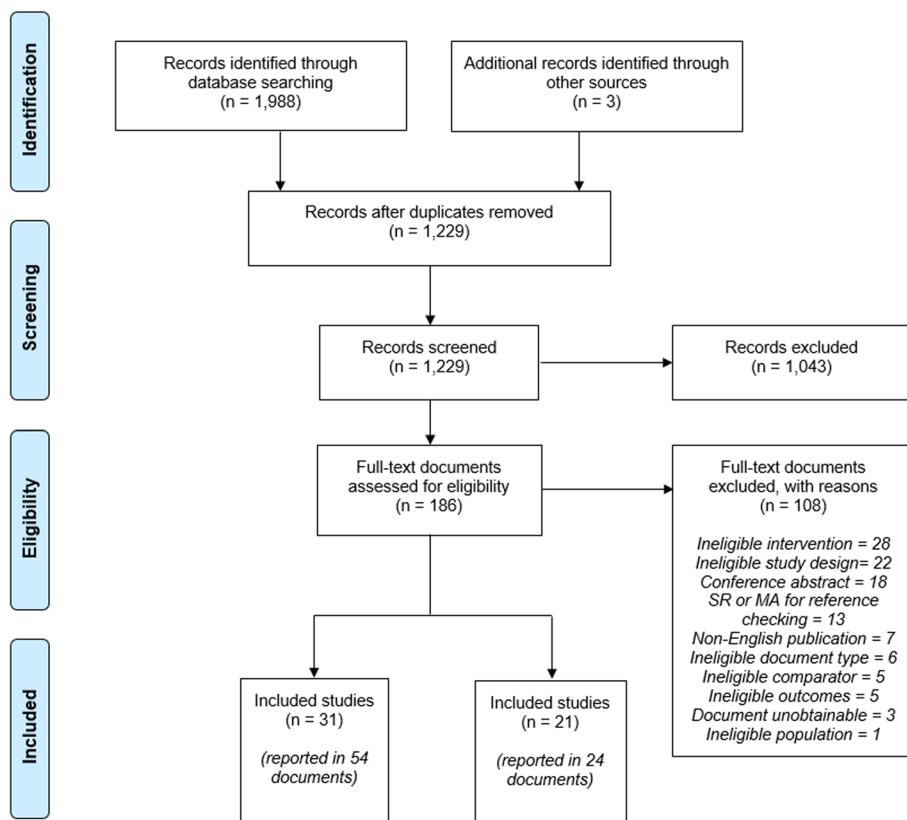 Identification
Records identified through
database searching
(n = 1,988)
Additional records identified through
other sources
(n = 3)
Records after duplicates removed
(n = 1,229)
Screening
Records screened
(n = 1,229)
Records excluded
(n = 1,043)
Eligibility
Full-text documents
assessed for eligibility
(n = 186)
Full-text documents
excluded, with reasons
(n = 108)
Ineligible intervention = 28
Ineligible study design= 22
Conference abstract = 18
SR or MA for reference
checking = 13
Non-English publication = 7
Ineligible document type = 6
Ineligible comparator = 5
Ineligible outcomes = 5
Document unobtainable = 3
Ineligible population = 1
Included
Included studies
(n = 31)
(reported in 54
documents)
Included studies
(n = 21)
(reported in 24
documents)